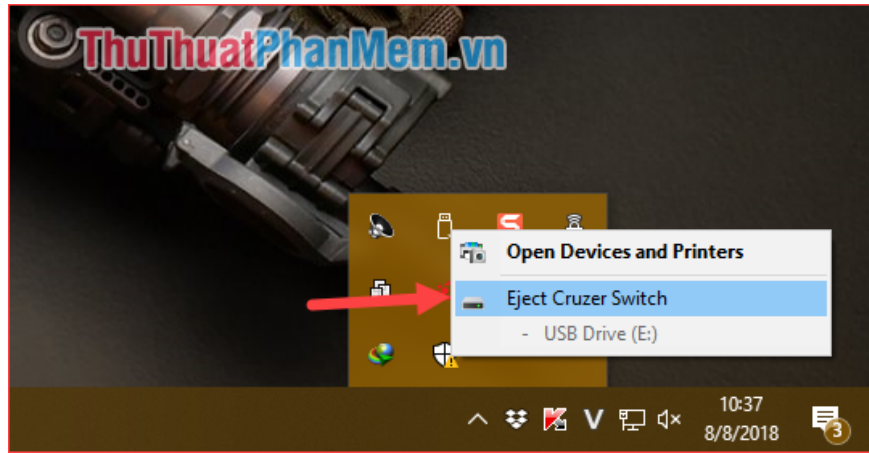 ThuThuatPhanMem.vn
Open Devices and Printers
Eject Cruzer Switch
- USB Drive (E:)
10:37
8/8/2018
3